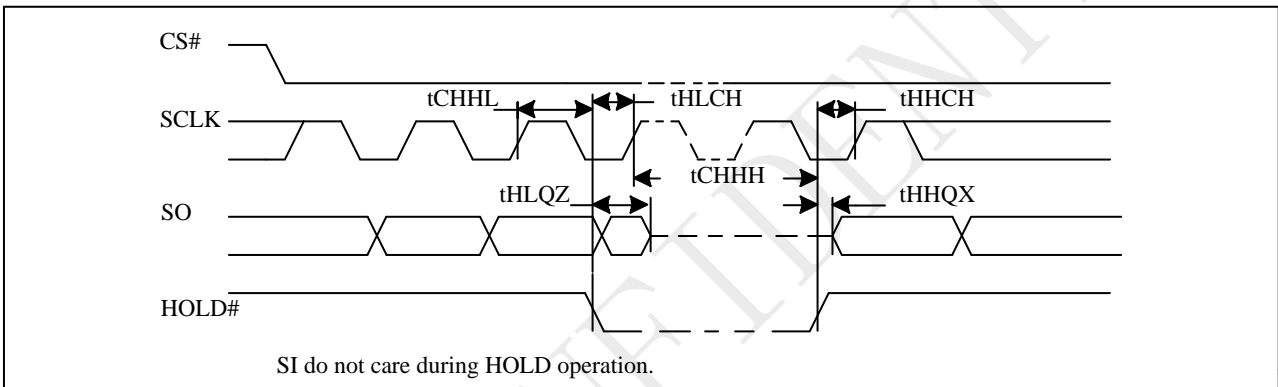 CS#
tCHHL
tHLCH
tHHCH
SCLK
tCHHH
tHLQZ
tHHQX
SO
HOLD#
SI do not care during HOLD operation.